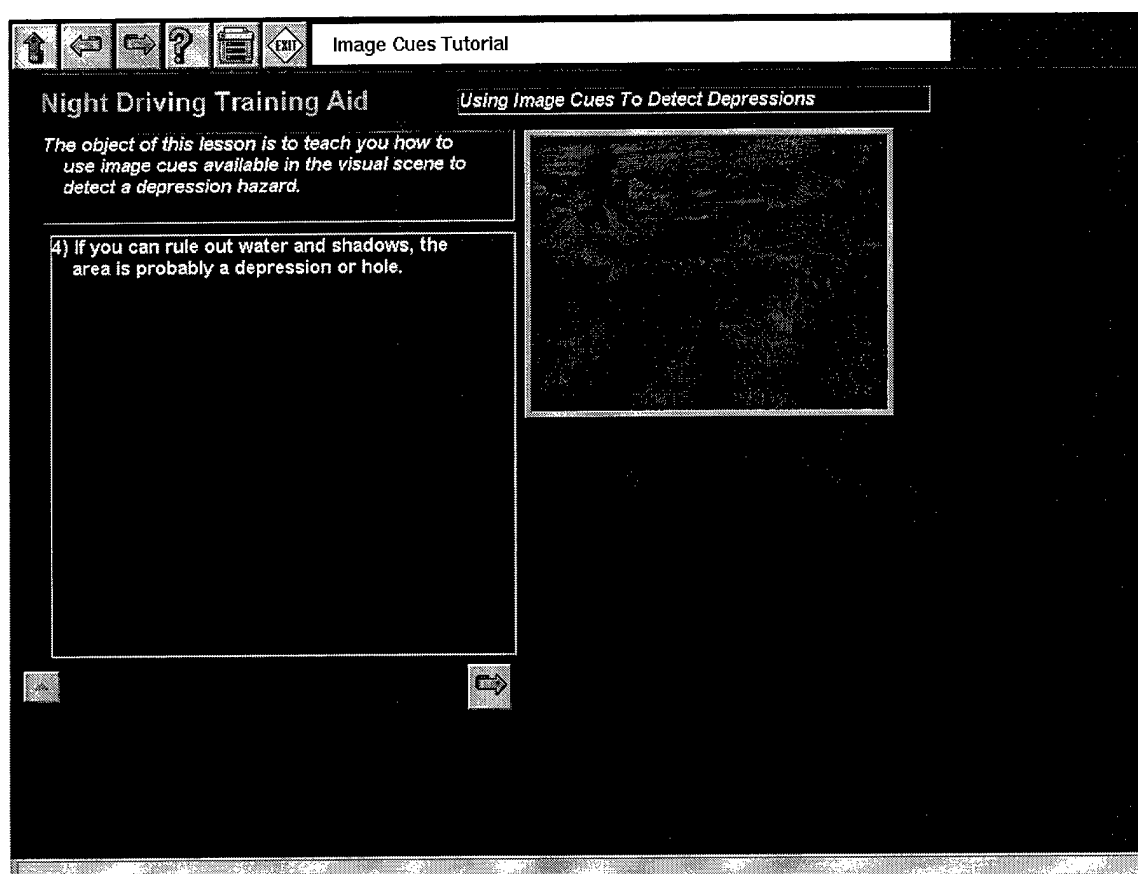 EXIT
Image Cues Tutorial
Night Driving Training Aid
Using Image Cues To Detect Depressions
The object of this lesson is to teach you how to
use image cues available in the visual scene to
detect a depression hazard.
4) If you can rule out water and shadows, the
area is probably a depression or hole.